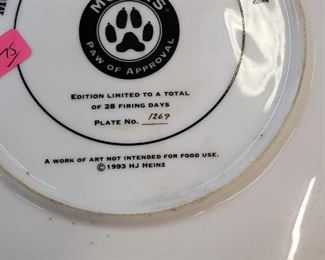 PAW OF APPROVAL
EDITION LIMITED TO A TOTAL
OF 28 FIRING DAYS
PLATE NO. 1269
A WORK OF ART NOT INTENDED FOR FOOD USE.
©1993 HJ HEINZ